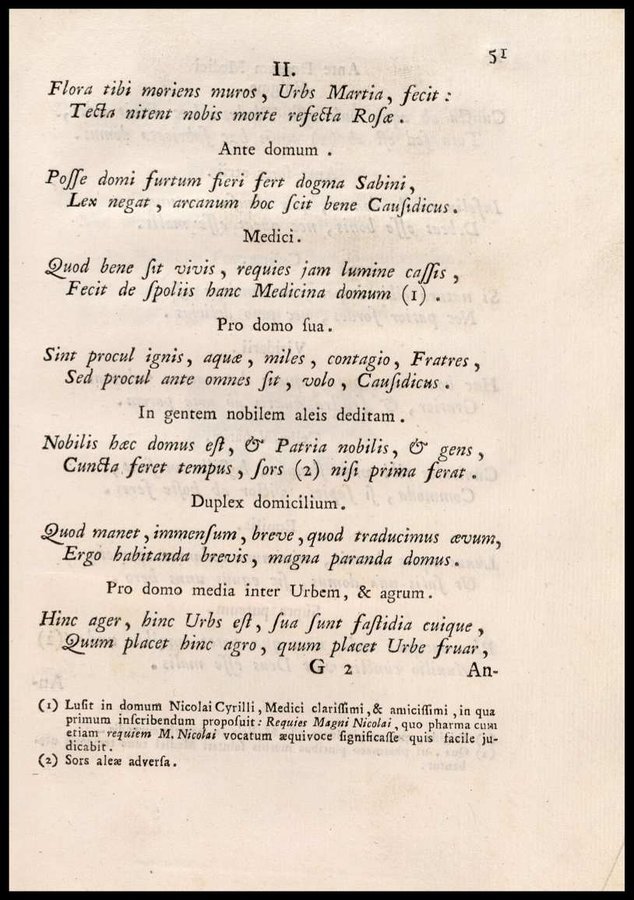 51
II.
Flora tibi moriens muros, Urbs Martia, fecit:
Tecta nitent nobis morte refecta Rosæ.
Ante domum.
Poſſe domi furtum fieri fert dogma Sabini,
Lex negat, arcanum hoc ſcit bene Cauſidicus.
Medici.
Quod bene ſit vivis, requies jam lumine caſſis,
Fecit de ſpoliis hanc Medicina domum (1).
Pro domo ſua.
Sint procul ignis, aquæ, miles, contagio, Fratres,
Sed procul ante omnes ſit, volo, Cauſidicus.
In gentem nobilem aleis deditam.
Nobilis hæc domus eſt, & Patria nobilis, & gens,
Cuncta feret tempus, ſors (2) niſi prima ferat.
Duplex domicilium.
Quod manet, immenſum, breve, quod traducimus ævum,
Ergo habitanda brevis, magna paranda domus.
Pro domo media inter Urbem, & agrum.
Hinc ager, hinc Urbs eſt, ſua ſunt faſtidia cuique,
Quum placet hinc agro, quum placet Urbe fruar,
G 2 An-
(1) Luſit in domum Nicolai Cyrilli, Medici clariſſimi, & amiciſſimi, in qua
primum inſcribendum propoſuit: Requies Magni Nicolai, quo pharma cum
etiam requiem M. Nicolai vocatum æquivoce ſignificaſſe quis facile ju-
dicabit.
(2) Sors aleæ adverſa.